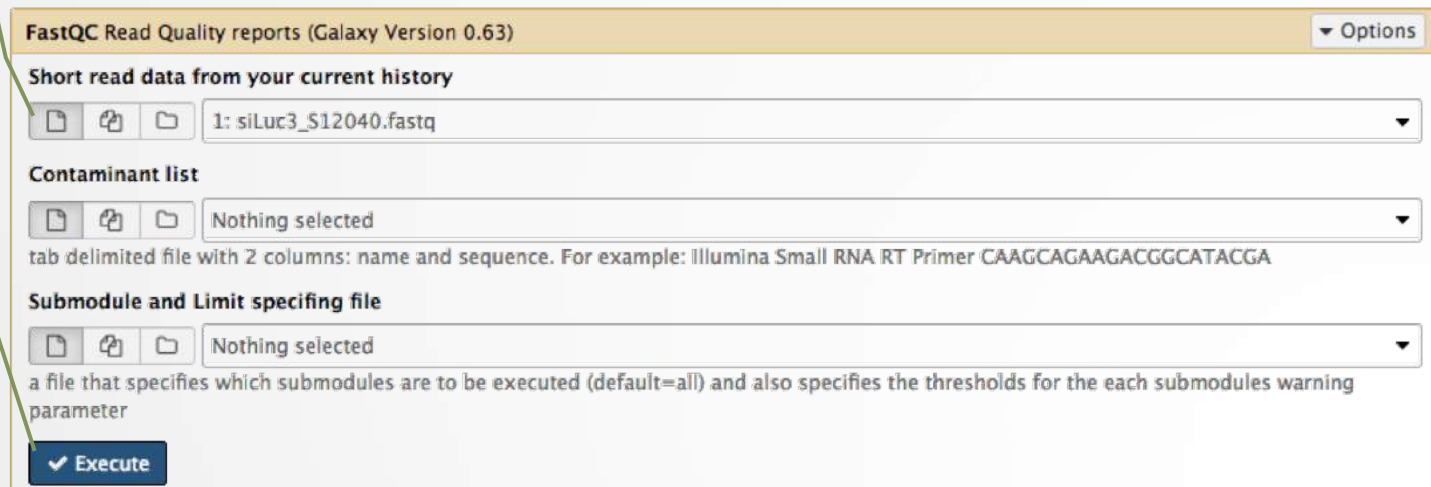 FastQC Read Quality reports (Galaxy Version 0.63)
Options
Short read data from your current history
1: siLuc3_S12040.fastq
Contaminant list
Nothing selected
tab delimited file with 2 columns: name and sequence. For example: Illumina Small RNA RT Primer CAAGCAGAAGACGGCATACGA
Submodule and Limit specifing file
Nothing selected
a file that specifies which submodules are to be executed (default=all) and also specifies the thresholds for the each submodules warning
parameter
Execute